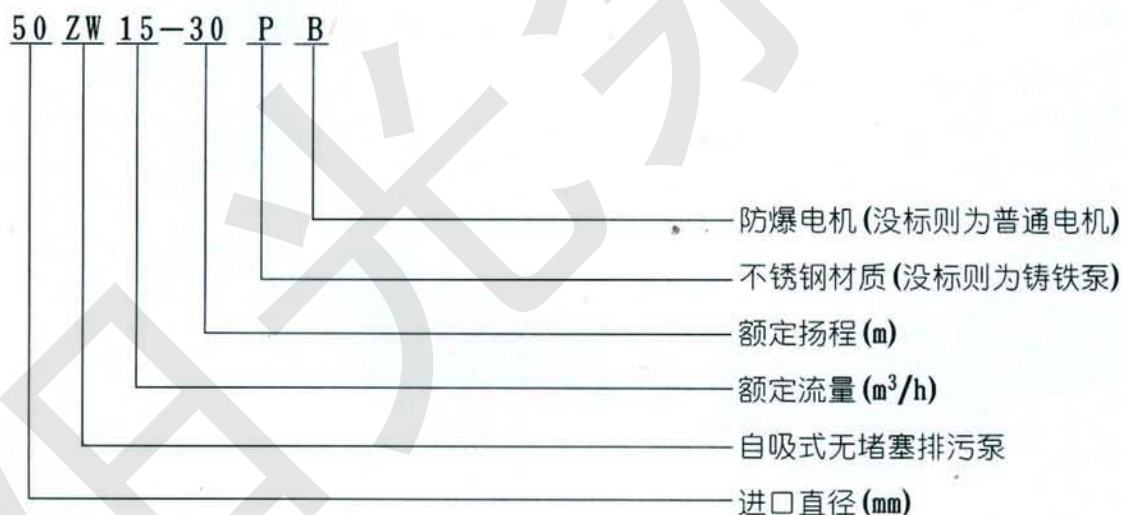 50 ZW 15-30 P B
防爆电机(没标则为普通电机)
不锈钢材质(没标则为铸铁泵)
额定扬程(m)
额定流量(m³/h)
自吸式无堵塞排污泵
进口直径(mm)